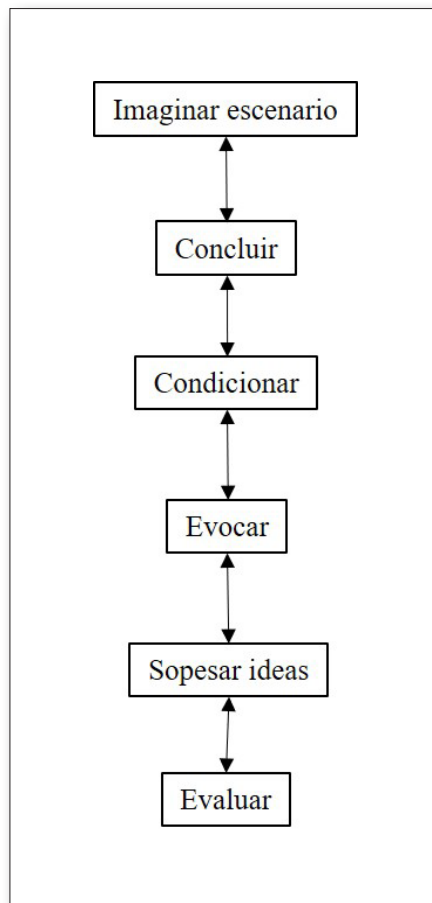 Imaginar escenario
Concluir
Condicionar
Evocar
Sopesar ideas
Evaluar